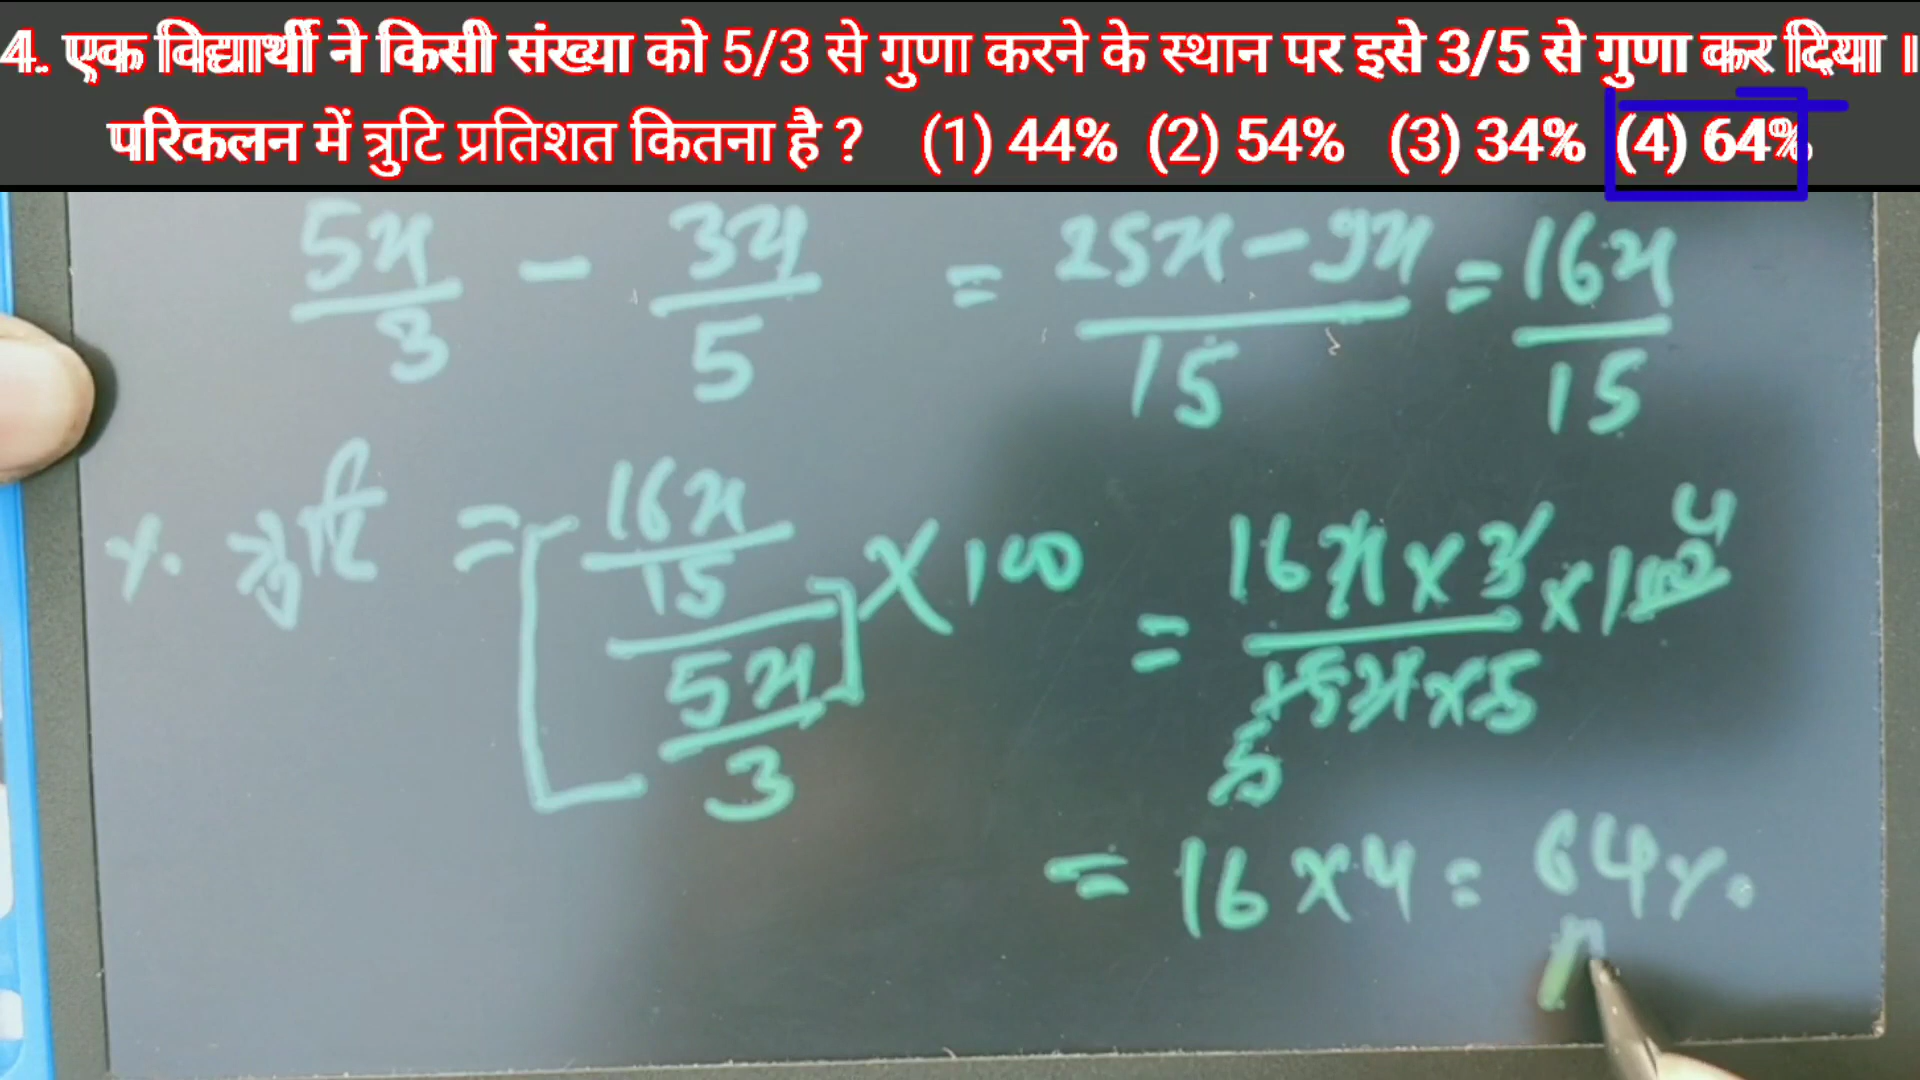 4. एक विद्यार्थी ने किसी संख्या को 5/3 से गुणा करने के स्थान पर इसे 3/5 से गुणा कर दिया ।
परिकलन में त्रुटि प्रतिशत कितना है ? (1) 44% (2) 54% (3) 34% (4) 64%
5x/3 - 3x/5 = 25x-9x/15 = 16x/15
% त्रुटि = [16x/15 / 5x/3] × 100 = 16x × 3/15x × 5 × 100 4
5
= 16 × 4 = 64%